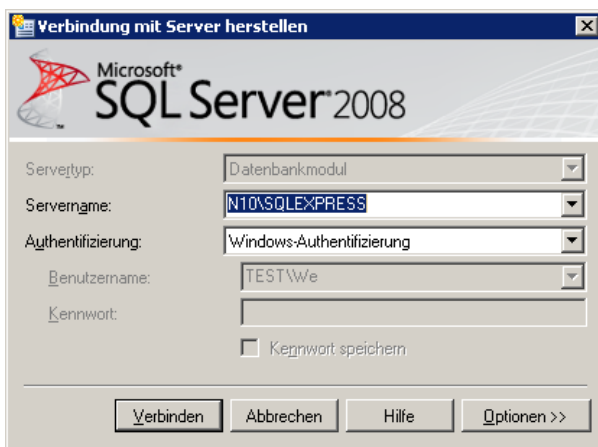 Verbindung mit Server herstellen
Microsoft®
SQL Server® 2008
Servertyp: Datenbankmodul
Servername: N10\SQLEXPRESS
Authentifizierung: Windows-Authentifizierung
Benutzername: TEST\We
Kennwort:
Kennwort speichern
Verbinden Abbrechen Hilfe Optionen >>